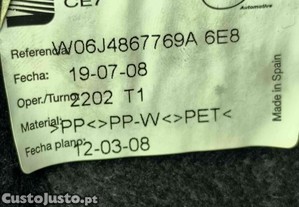 CE7
Automotive
Referencia: W06J4867769A 6E8
Fecha: 19-07-08
Oper./Turno: 2202 T1
Material: >PP<>PP-W<>PET<
Fecha plano: 12-03-08
Made in Spain
CustoJusto.pt